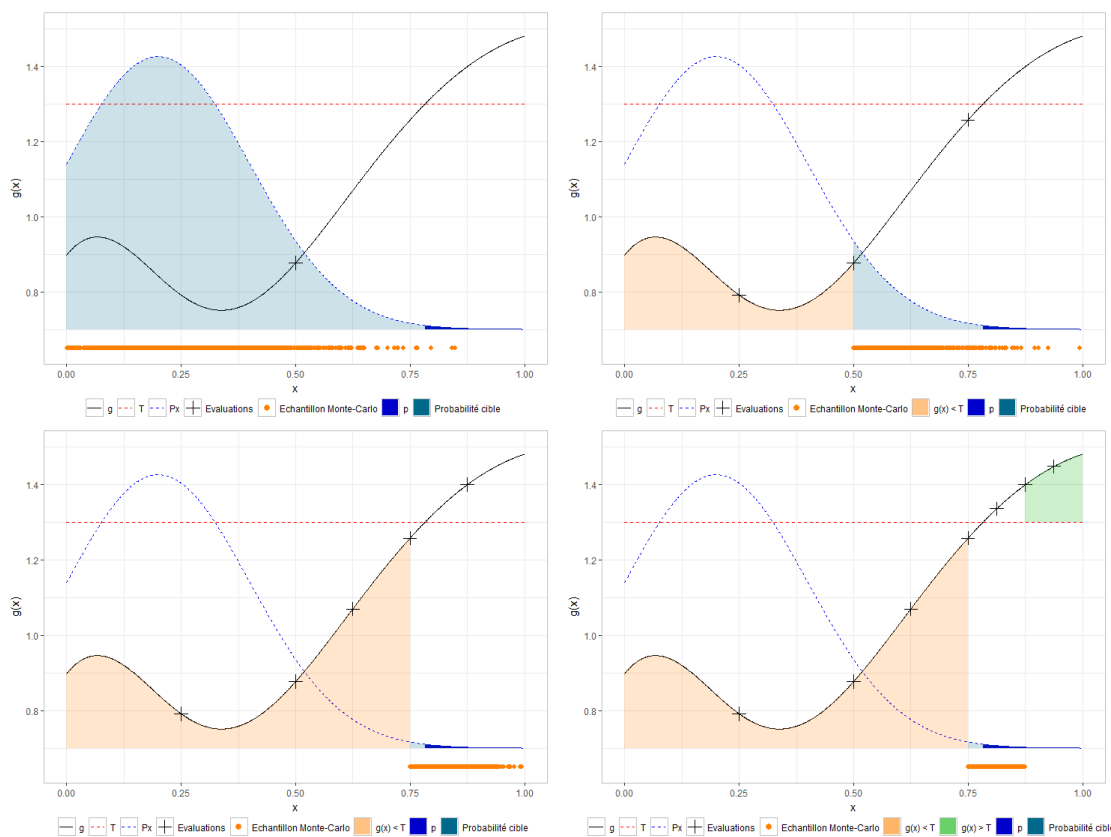 1.4
1.2
1.0
0.8
g(x)
0.00 0.25 0.50 0.75 1.00
x
g T Px Evaluations Echantillon Monte-Carlo p Probabilité cible
1.4
1.2
1.0
0.8
g(x)
0.00 0.25 0.50 0.75 1.00
x
g T Px Evaluations Echantillon Monte-Carlo g(x) < T p Probabilité cible
1.4
1.2
1.0
0.8
g(x)
0.00 0.25 0.50 0.75 1.00
x
g T Px Evaluations Echantillon Monte-Carlo g(x) < T p Probabilité cible
1.4
1.2
1.0
0.8
g(x)
0.00 0.25 0.50 0.75 1.00
x
g T Px Evaluations Echantillon Monte-Carlo g(x) < T g(x) > T p Probabilité cible